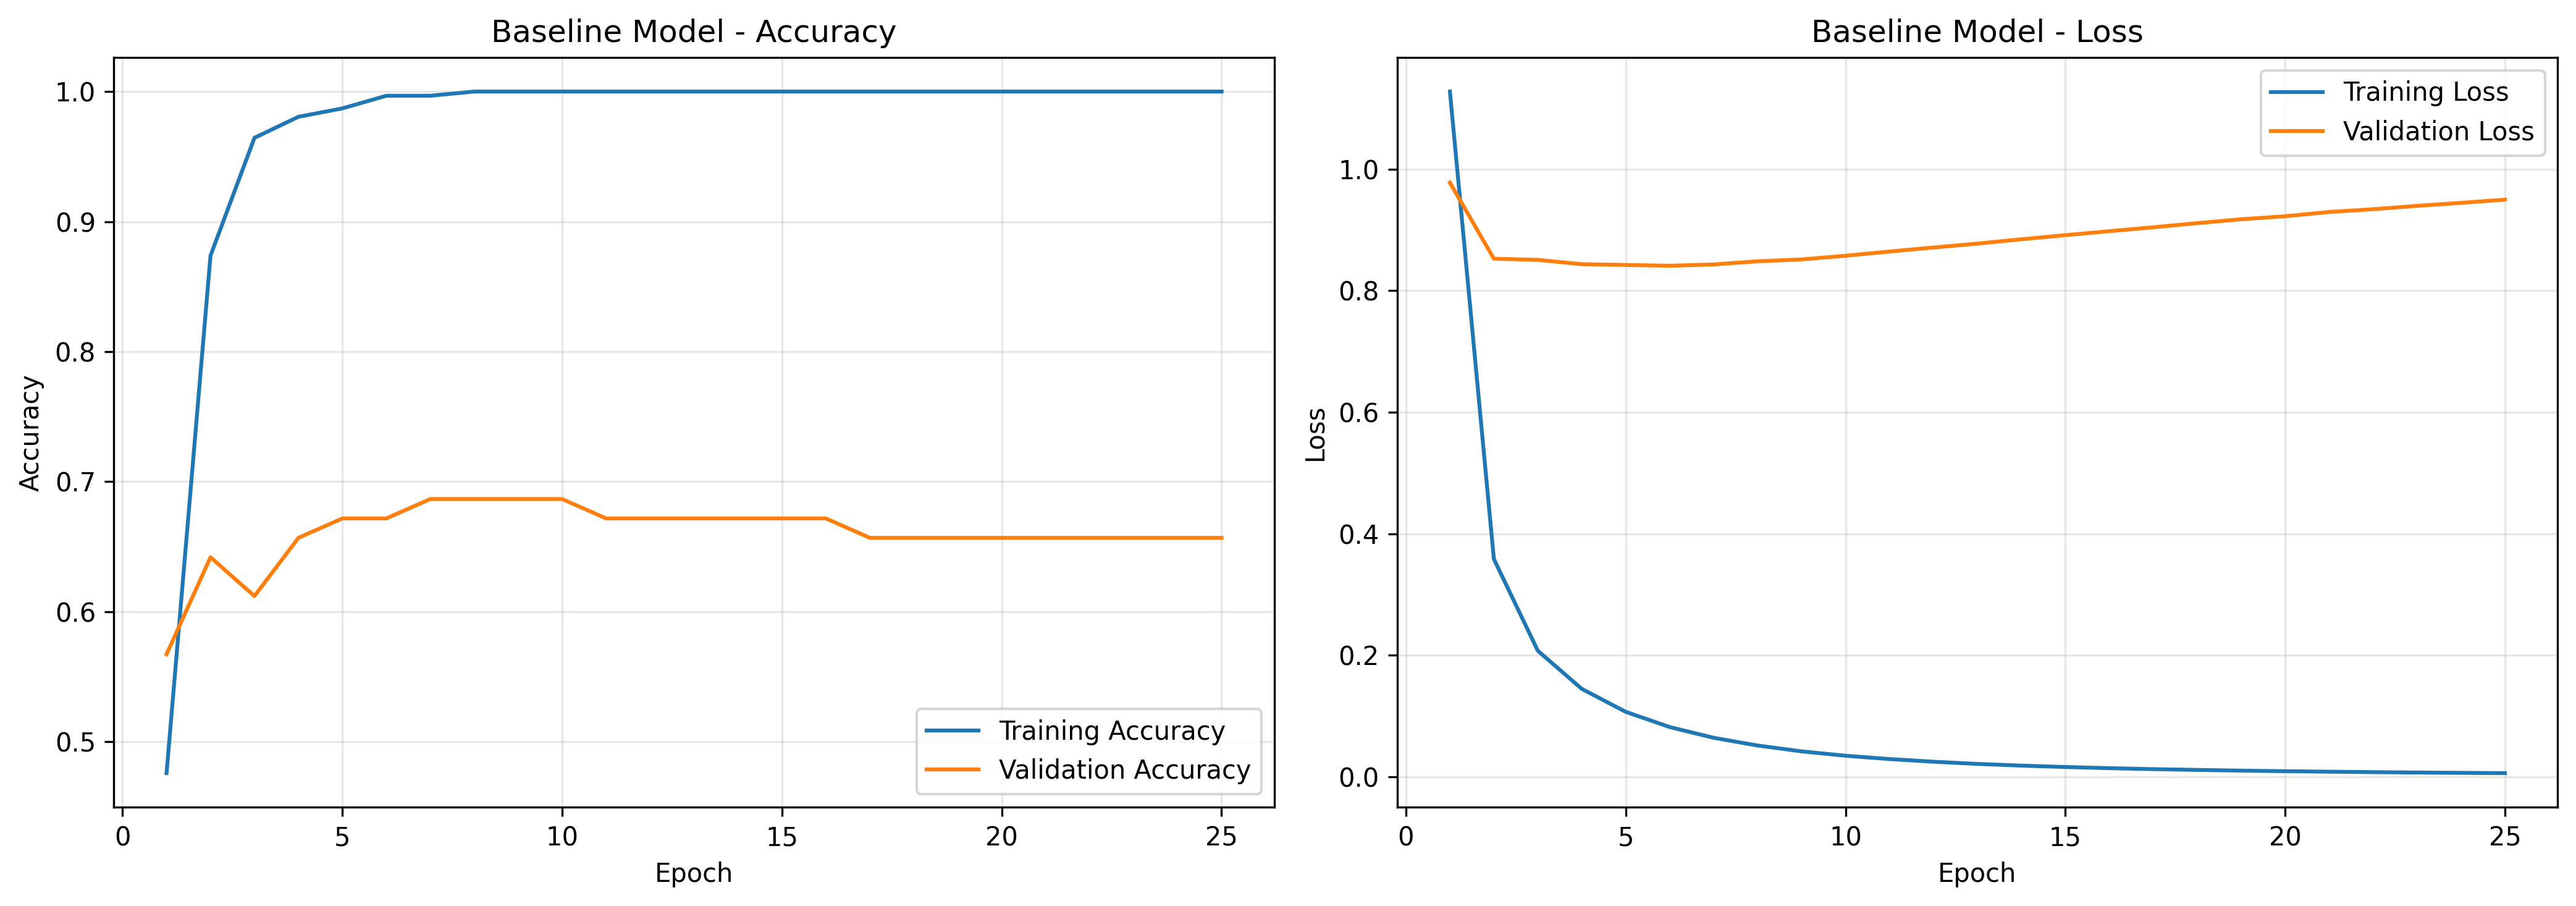 Baseline Model - Accuracy
1.0
0.9
0.8
0.7
0.6
0.5
Accuracy
Training Accuracy
Validation Accuracy
0 5 10 15 20 25
Epoch
Baseline Model - Loss
Training Loss
Validation Loss
1.0
0.8
0.6
0.4
0.2
0.0
Loss
0 5 10 15 20 25
Epoch